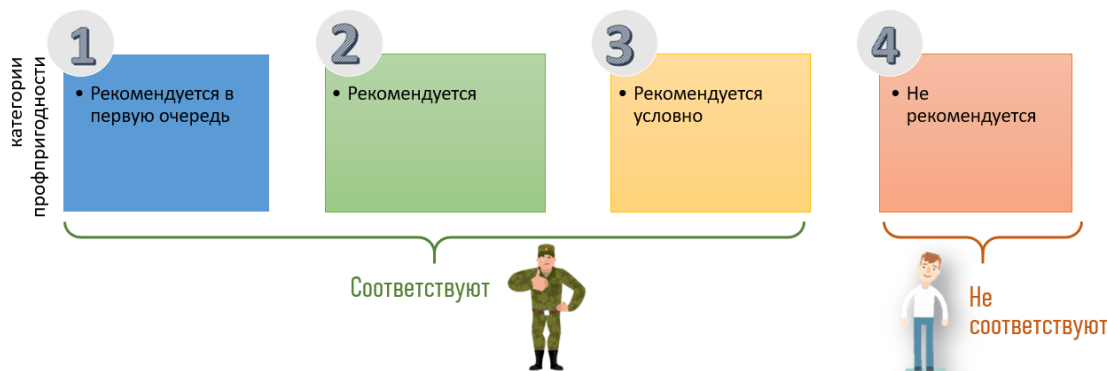 категории
профпригодности
1
• Рекомендуется в
первую очередь
2
• Рекомендуется
3
• Рекомендуется
условно
4
• Не
рекомендуется
Соответствуют
Не
соответствуют